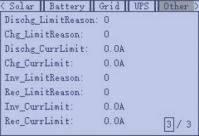 < Solar | Battery | Grid | UPS | Other >
Dischg_LimitReason: 0
Chg_LimitReason: 0
Dischg_CurrLimit: 0.0A
Chg_CurrLimit: 0.0A
Inv_LimitReason: 0
Rec_LimitReason: 0
Inv_CurrLimit: 0.0A
Rec_CurrLimit: 0.0A
3 / 3